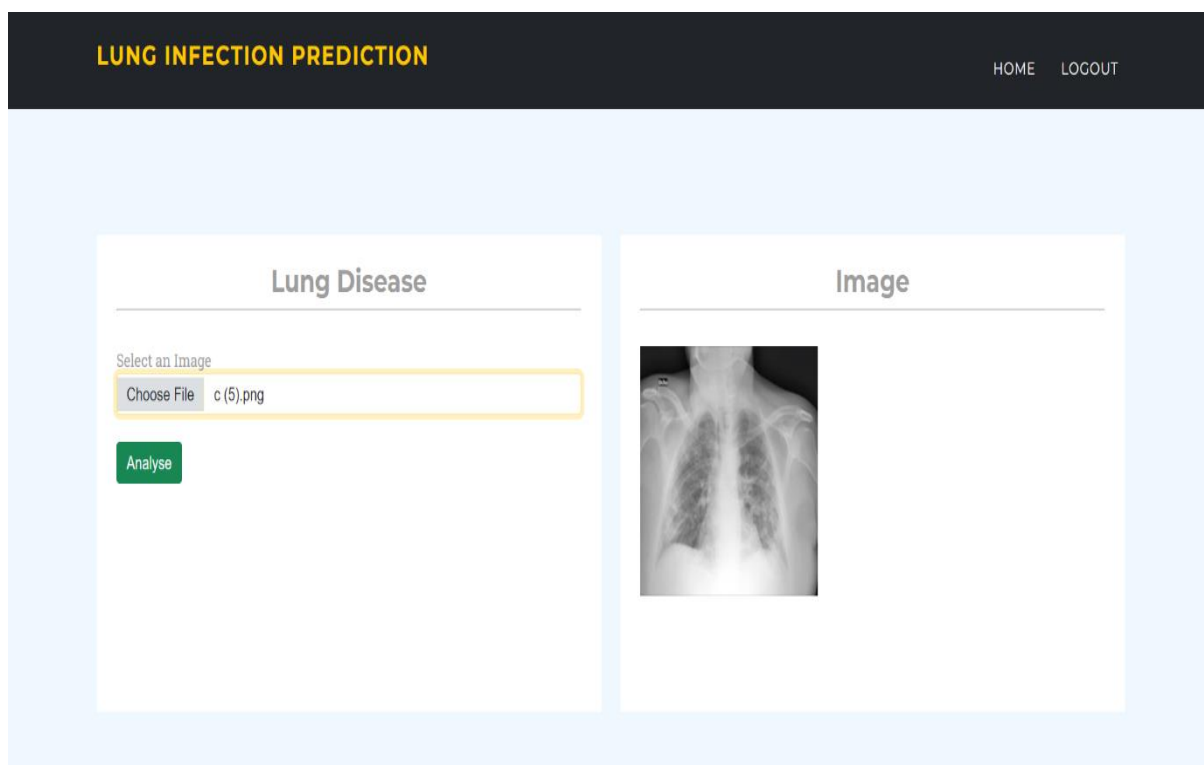 LUNG INFECTION PREDICTION
HOME LOGOUT
Lung Disease
Select an Image
Choose File c (5).png
Analyse
Image